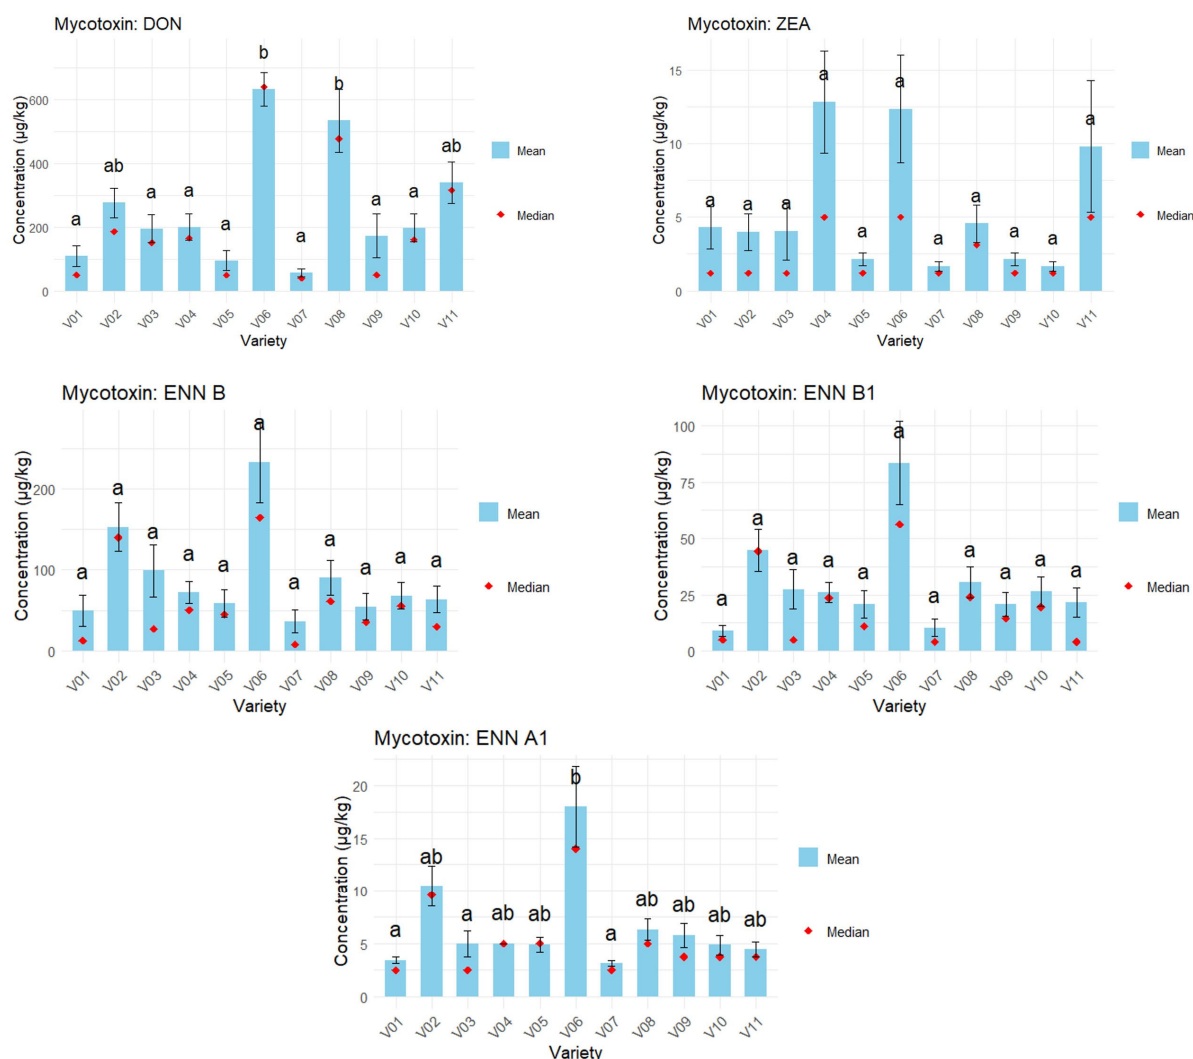 Mycotoxin: DON
Concentration (µg/kg)
600
400
200
0
a
ab
a
a
a
b
a
b
a
a
ab
V01
V02
V03
V04
V05
V06
V07
V08
V09
V10
V11
Variety
Mean
Median
Mycotoxin: ZEA
Concentration (µg/kg)
15
10
5
0
a
a
a
a
a
a
a
a
a
a
a
V01
V02
V03
V04
V05
V06
V07
V08
V09
V10
V11
Variety
Mean
Median
Mycotoxin: ENN B
Concentration (µg/kg)
200
100
0
a
a
a
a
a
a
a
a
a
a
a
V01
V02
V03
V04
V05
V06
V07
V08
V09
V10
V11
Variety
Mean
Median
Mycotoxin: ENN B1
Concentration (µg/kg)
100
75
50
25
0
a
a
a
a
a
a
a
a
a
a
a
V01
V02
V03
V04
V05
V06
V07
V08
V09
V10
V11
Variety
Mean
Median
Mycotoxin: ENN A1
Concentration (µg/kg)
20
15
10
5
0
a
ab
a
ab
ab
b
a
ab
ab
ab
ab
V01
V02
V03
V04
V05
V06
V07
V08
V09
V10
V11
Variety
Mean
Median